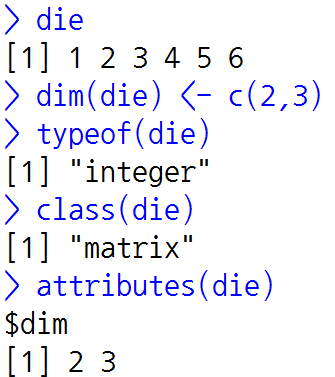 > die
[1] 1 2 3 4 5 6
> dim(die) <- c(2,3)
> typeof(die)
[1] "integer"
> class(die)
[1] "matrix"
> attributes(die)
$dim
[1] 2 3